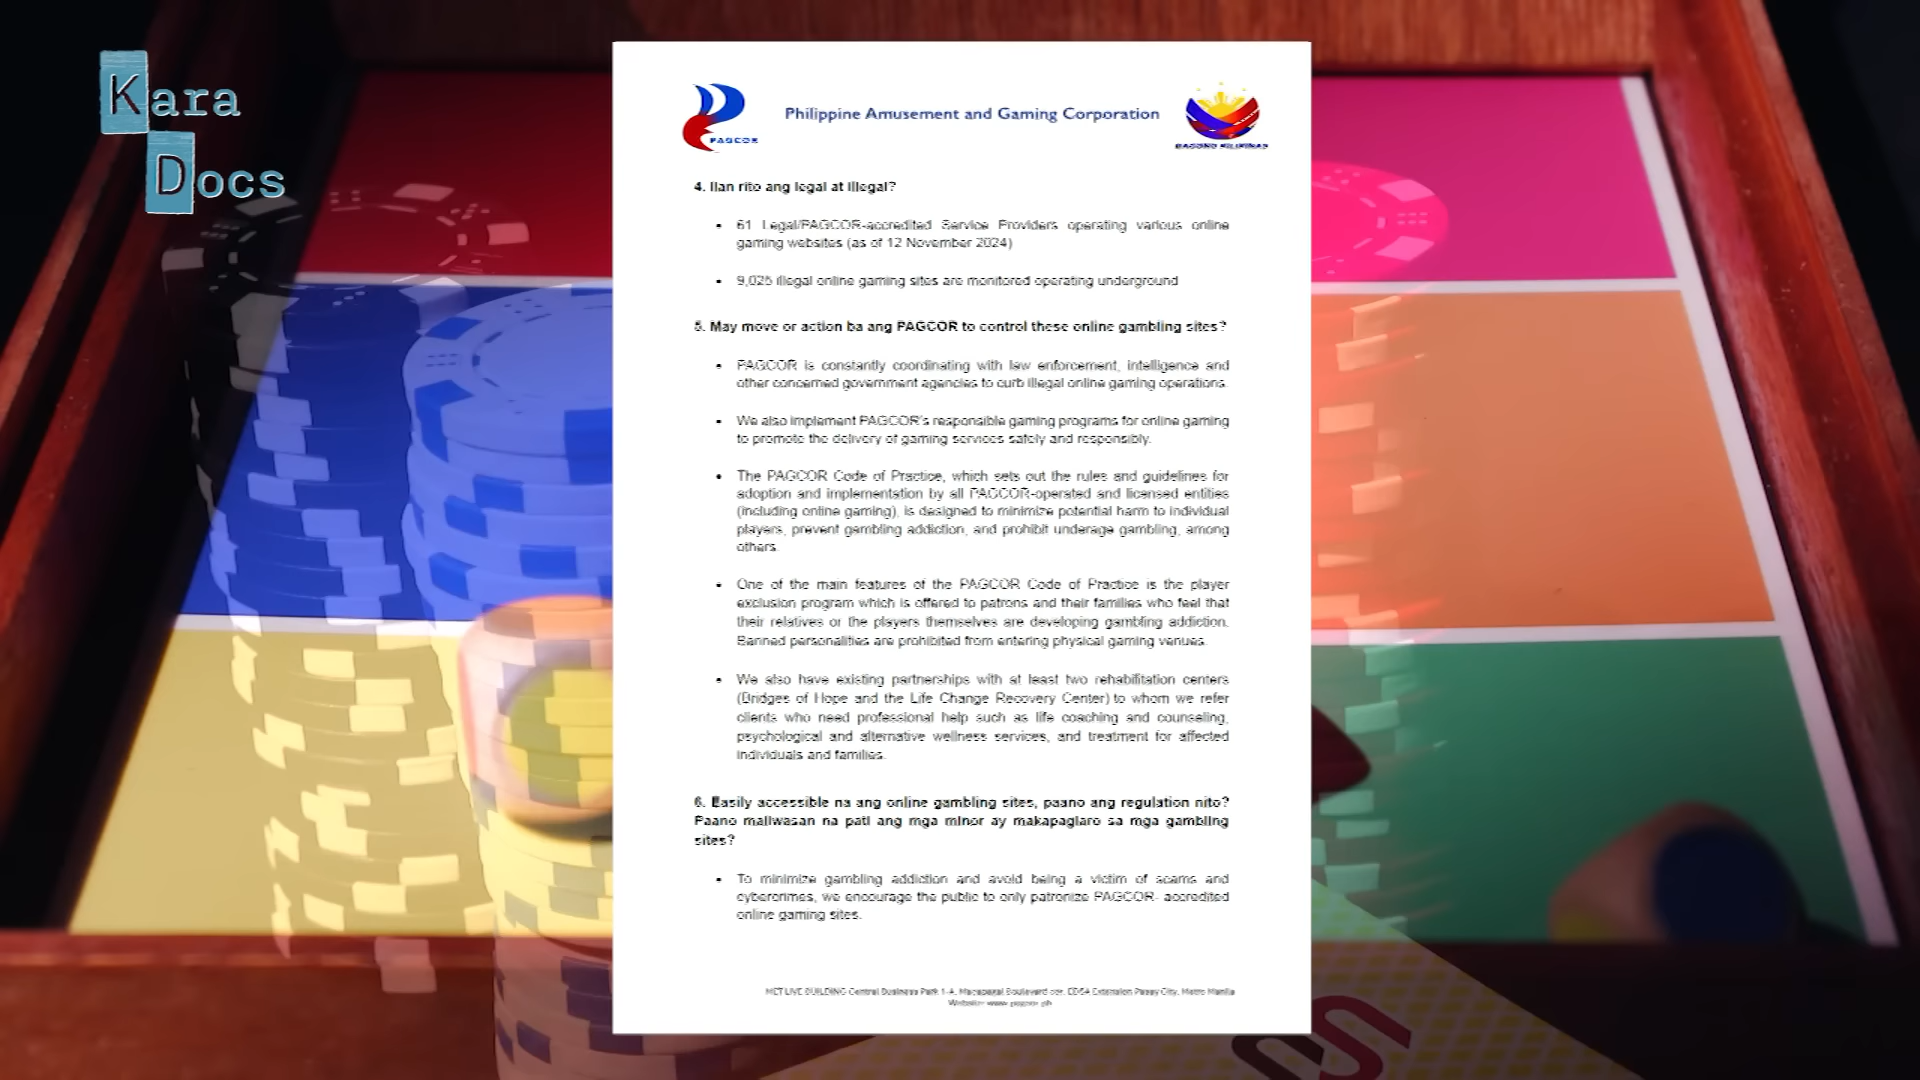 Kara
Docs
PAGCOR
Philippine Amusement and Gaming Corporation
BAGONG PILIPINAS
4. Ilan rito ang legal at illegal?
• 61 Legal/PAGCOR-accredited Service Providers operating various online
gaming websites (as of 12 November 2024)
• 9,025 illegal online gaming sites are monitored operating underground
5. May move or action ba ang PAGCOR to control these online gambling sites?
• PAGCOR is constantly coordinating with law enforcement, intelligence and
other concerned government agencies to curb illegal online gaming operations.
• We also implement PAGCOR's responsible gaming programs for online gaming
to promote the delivery of gaming services safely and responsibly.
• The PAGCOR Code of Practice, which sets out the rules and guidelines for
adoption and implementation by all PAGCOR-operated and licensed entities
(including online gaming), is designed to minimize potential harm to individual
players, prevent gambling addiction, and prohibit underage gambling, among
others.
• One of the main features of the PAGCOR Code of Practice is the player
exclusion program which is offered to patrons and their families who feel that
their relatives or the players themselves are developing gambling addiction.
Banned personalities are prohibited from entering physical gaming venues.
• We also have existing partnerships with at least two rehabilitation centers
(Bridges of Hope and the Life Change Recovery Center) to whom we refer
clients who need professional help such as life coaching and counseling,
psychological and alternative wellness services, and treatment for affected
individuals and families.
6. Easily accessible na ang online gambling sites, paano ang regulation nito?
Paano maiiwasan na pati ang mga minor ay makapaglaro sa mga gambling
sites?
• To minimize gambling addiction and avoid being a victim of scams and
cybercrimes, we encourage the public to only patronize PAGCOR- accredited
online gaming sites.
MET LIVE BUILDING Central Business Park 1-A, Macapagal Boulevard cor. EDSA Extension Pasay City, Metro Manila
Website: www.pagcor.ph